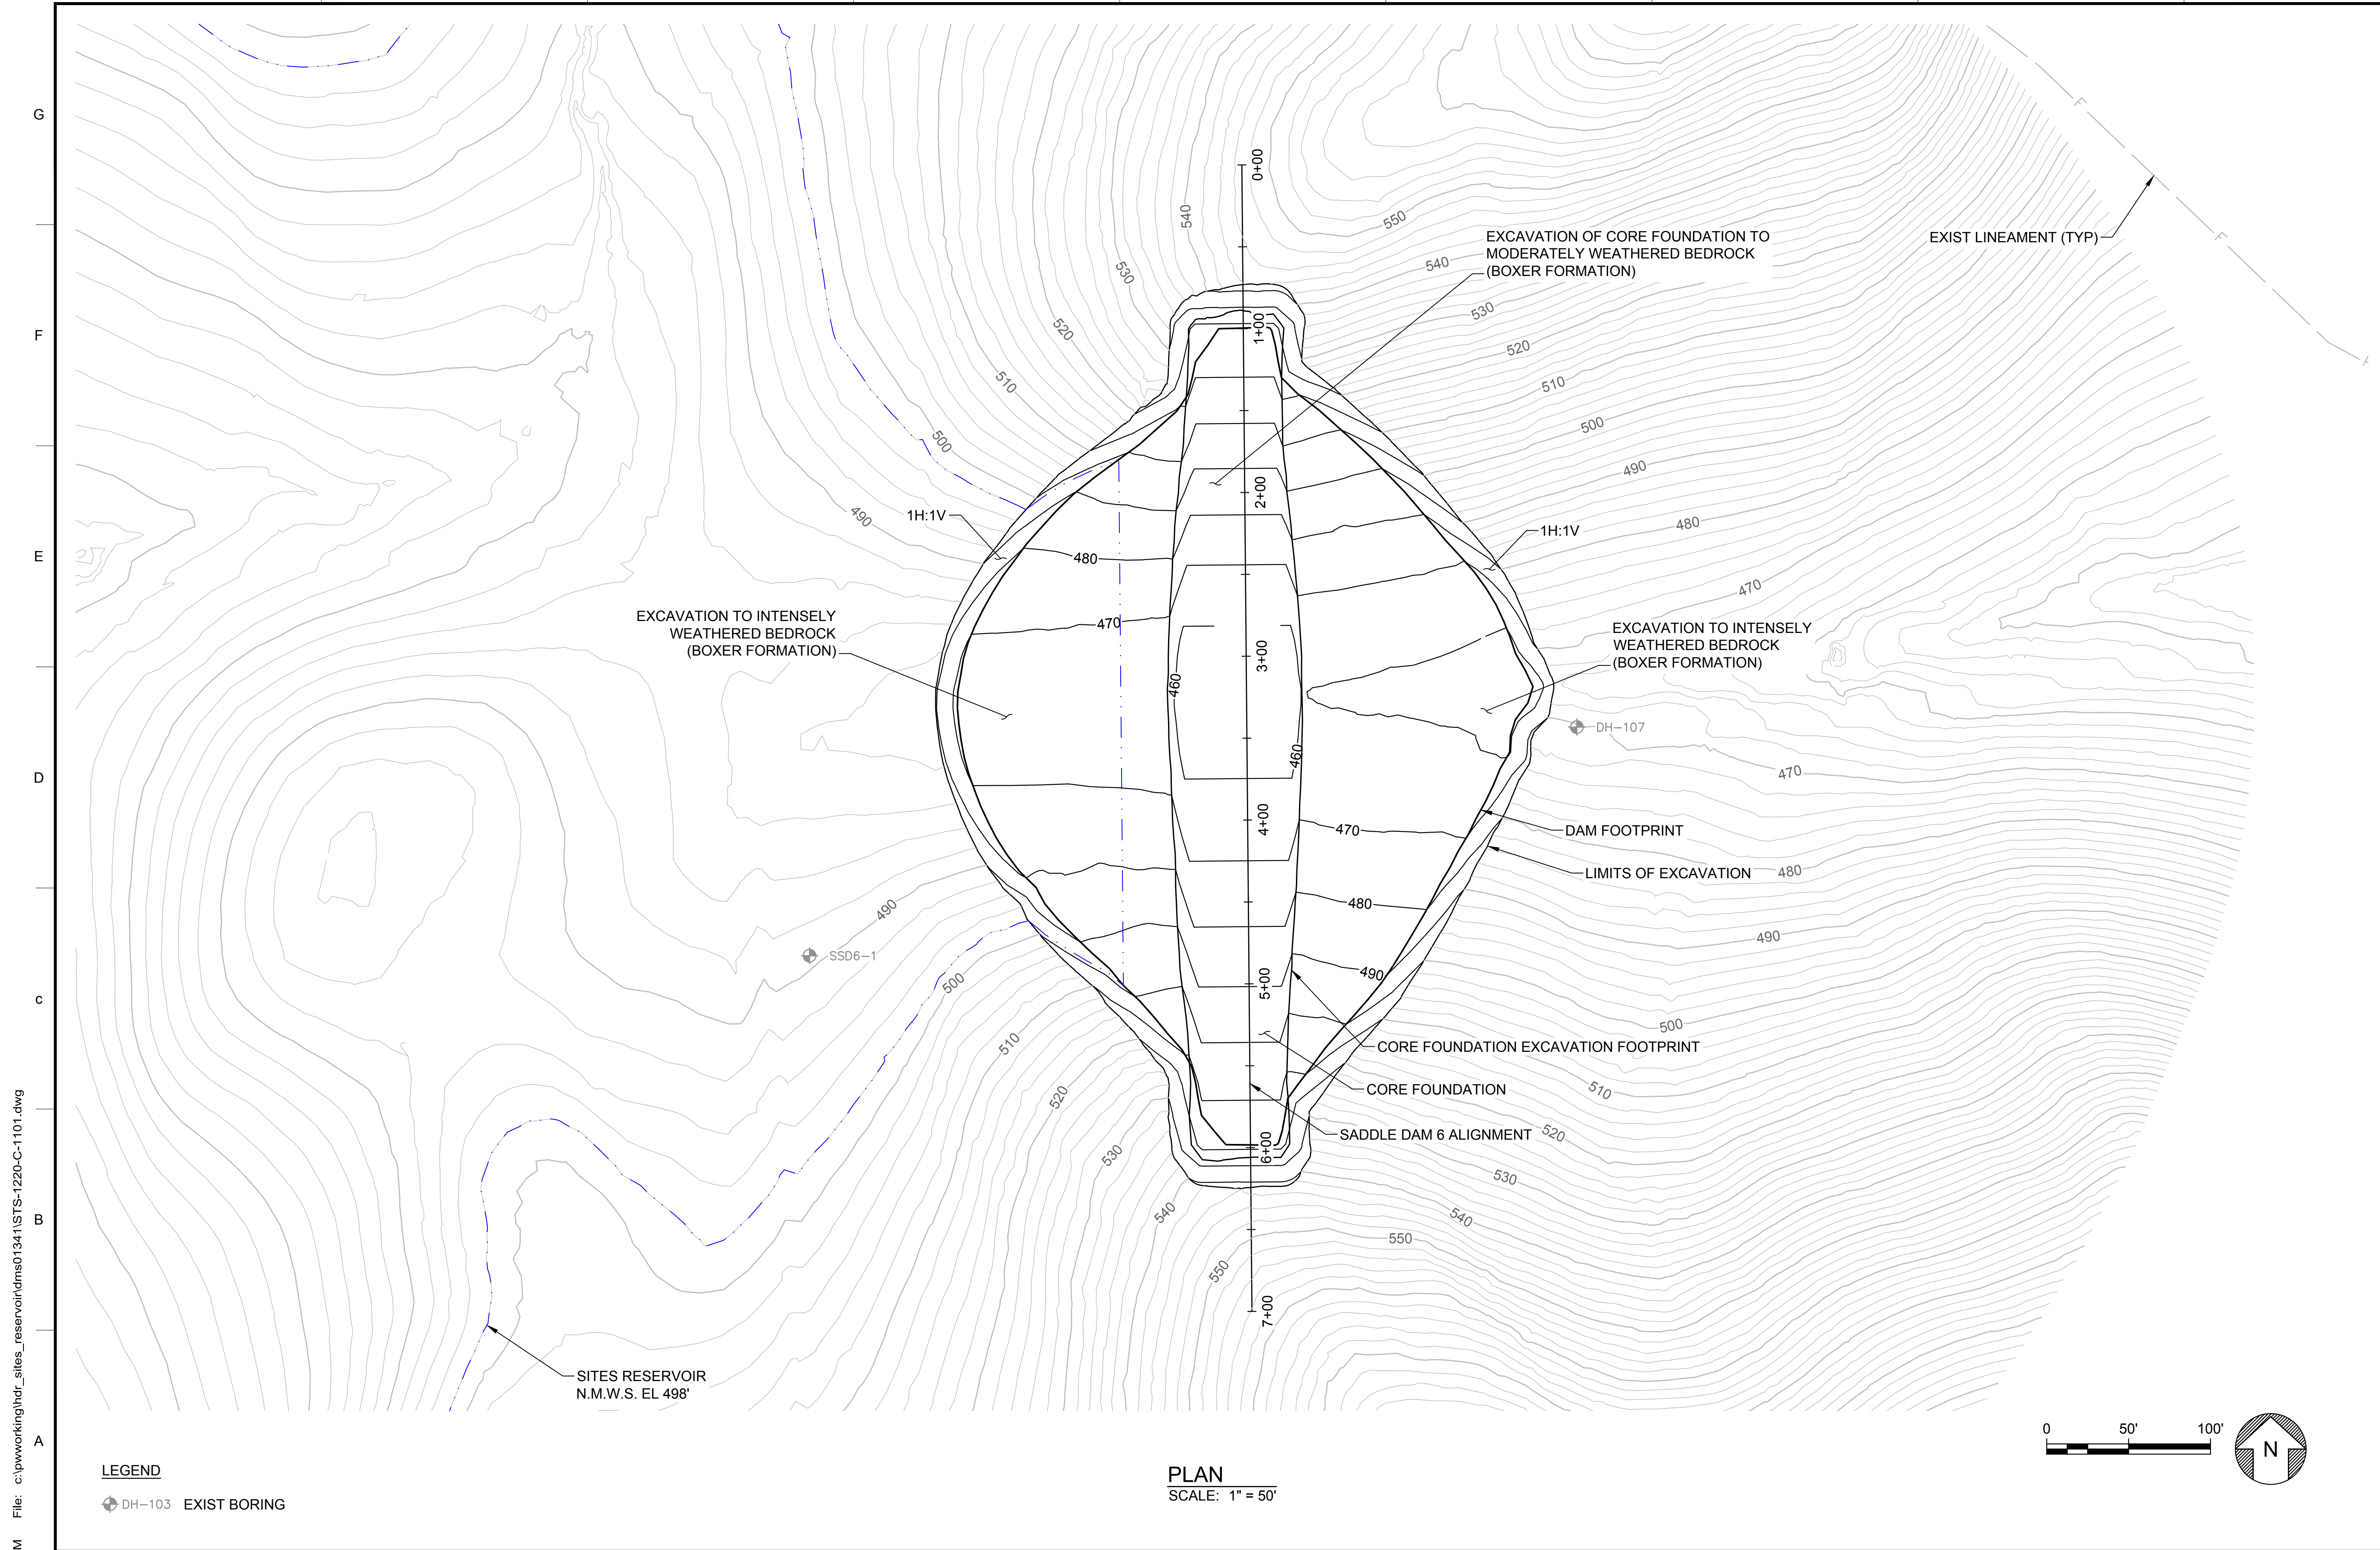 G
F
E
D
c
B
A
File: c:\pwworking\hdr_sites_reservoir\dms01341\STS-1220-C-1101.dwg
M
0+00
1+00
2+00
3+00
4+00
5+00
6+00
7+00
540
530
520
510
500
490
550
540
530
520
510
500
490
480
470
EXCAVATION OF CORE FOUNDATION TO
MODERATELY WEATHERED BEDROCK
(BOXER FORMATION)
EXIST LINEAMENT (TYP)
F
F
F
1H:1V
1H:1V
480
470
460
460
EXCAVATION TO INTENSELY
WEATHERED BEDROCK
(BOXER FORMATION)
EXCAVATION TO INTENSELY
WEATHERED BEDROCK
(BOXER FORMATION)
DH-107
470
470
DAM FOOTPRINT
LIMITS OF EXCAVATION
480
480
490
SSD6-1
490
490
500
500
CORE FOUNDATION EXCAVATION FOOTPRINT
510
CORE FOUNDATION
510
520
SADDLE DAM 6 ALIGNMENT
520
530
530
540
540
550
550
SITES RESERVOIR
N.M.W.S. EL 498'
LEGEND
DH-103 EXIST BORING
PLAN
SCALE: 1" = 50'
0 50' 100'
N